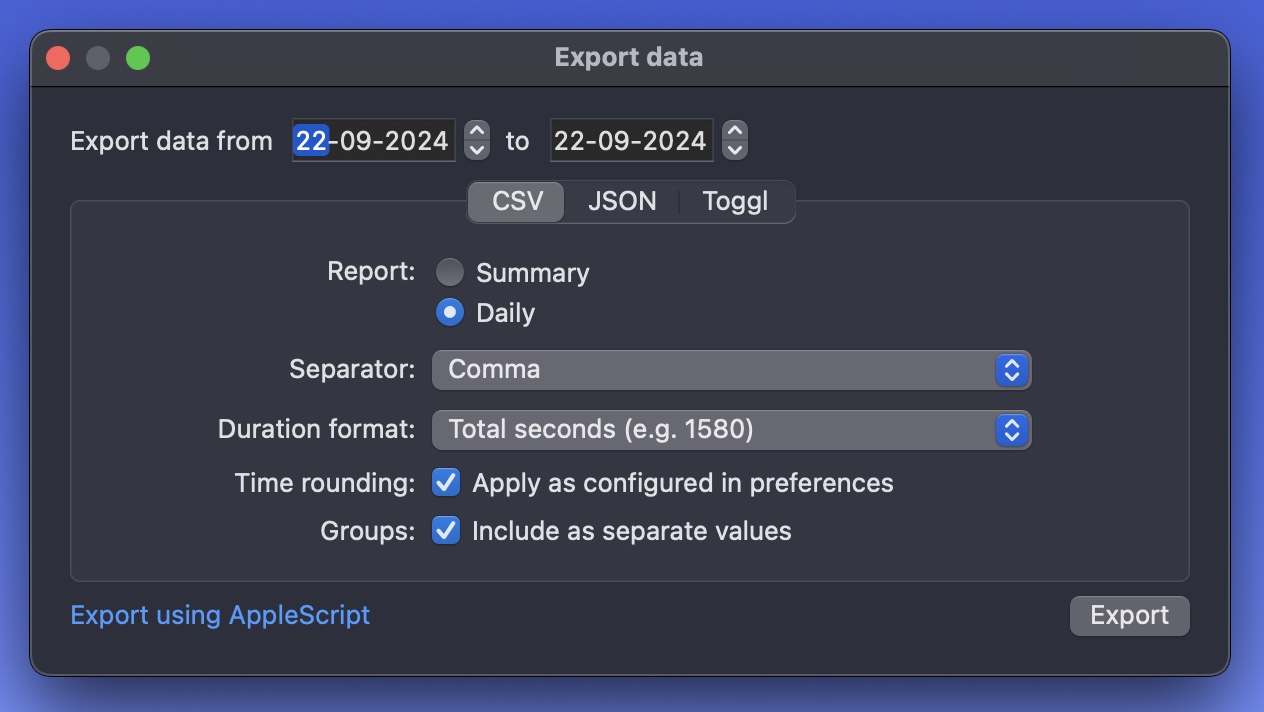 Export data
Export data from 22-09-2024 to 22-09-2024
CSV JSON Toggl
Report: Summary
Daily
Separator: Comma
Duration format: Total seconds (e.g. 1580)
Time rounding: Apply as configured in preferences
Groups: Include as separate values
Export using AppleScript Export